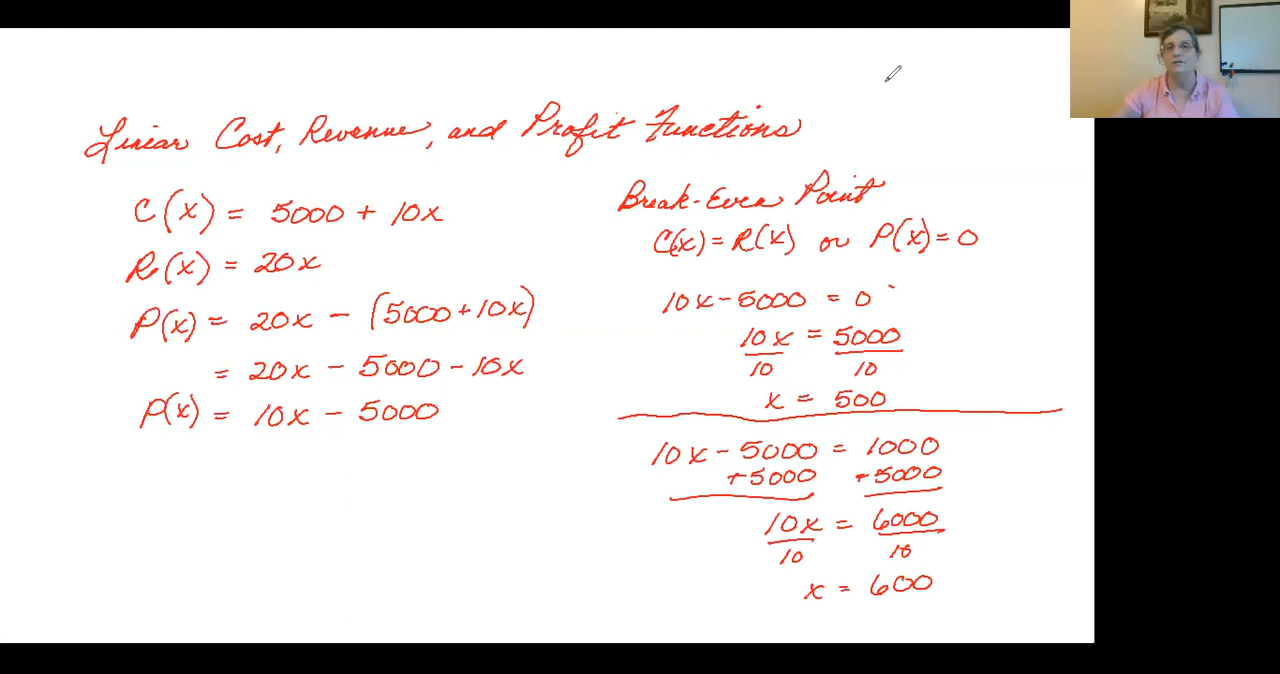 Linear Cost, Revenue, and Profit Functions
C(x) = 5000 + 10x
R(x) = 20x
P(x) = 20x - (5000 + 10x)
= 20x - 5000 - 10x
P(x) = 10x - 5000
Break-Even Point
C(x) = R(x) or P(x) = 0
10x - 5000 = 0
10x = 5000
10 10
x = 500
10x - 5000 = 1000
+5000 +5000
10x = 6000
10 10
x = 600